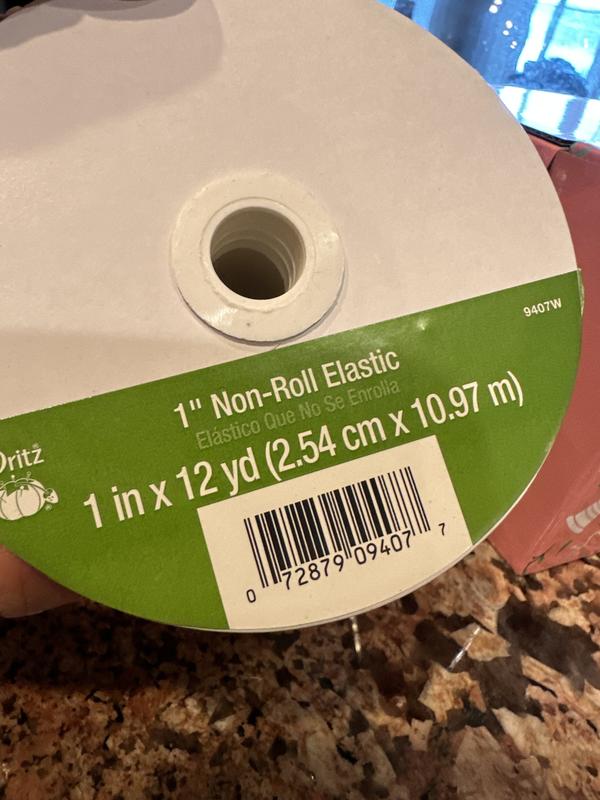 9407W
1" Non-Roll Elastic
Elástico Que No Se Enrolla
ritz®
1 in x 12 yd (2.54 cm x 10.97 m)
0 72879 09407 7